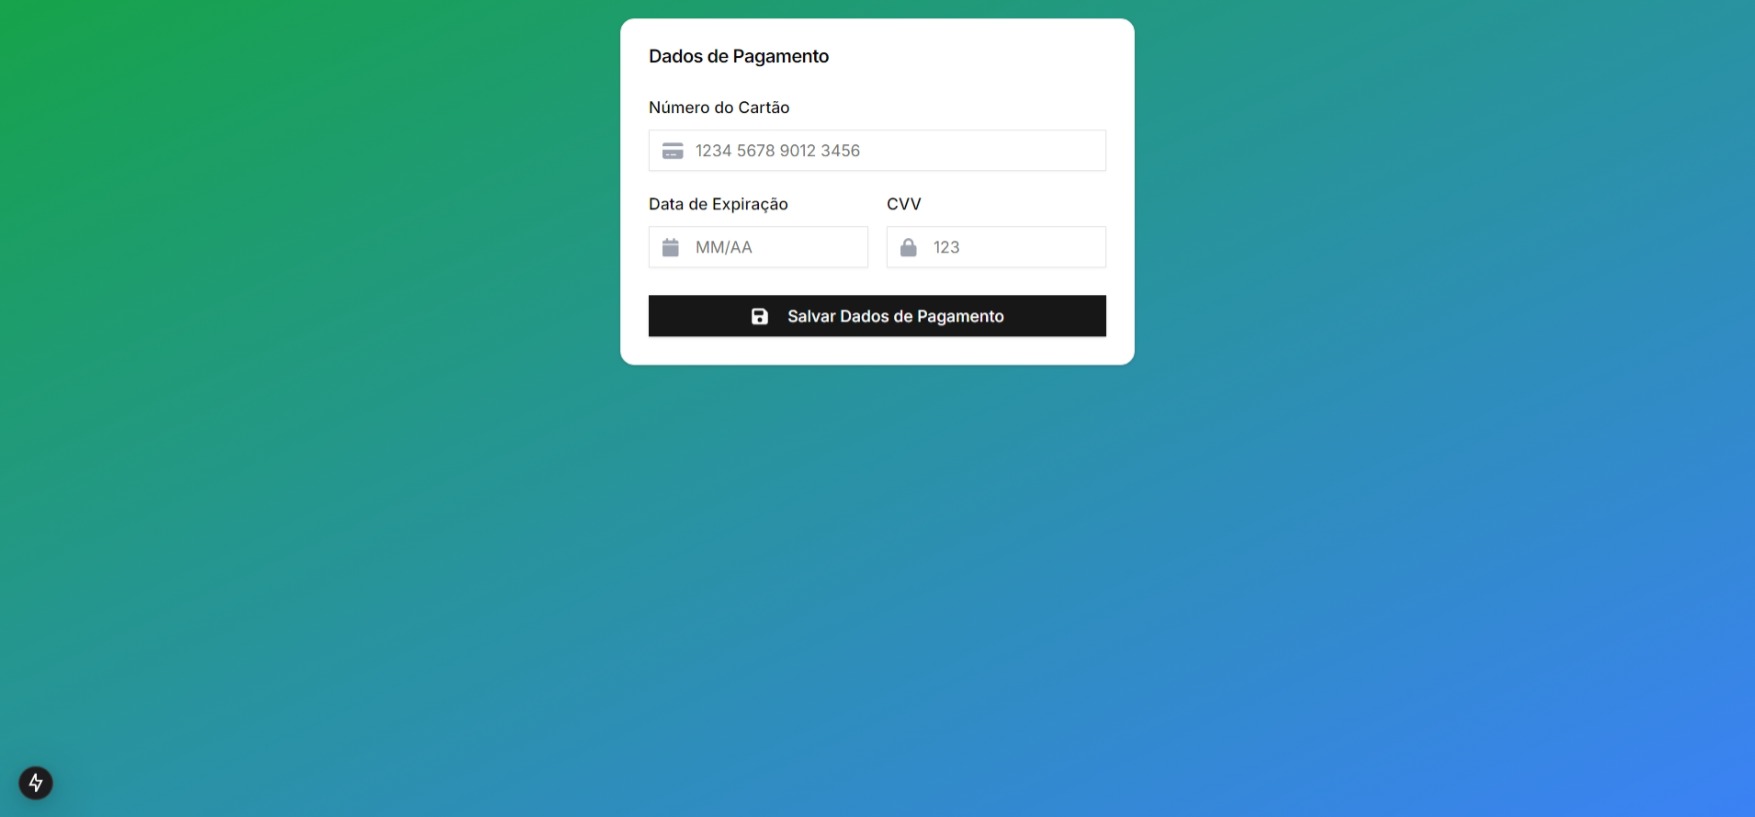 Dados de Pagamento
Número do Cartão
1234 5678 9012 3456
Data de Expiração
CVV
MM/AA
123
Salvar Dados de Pagamento